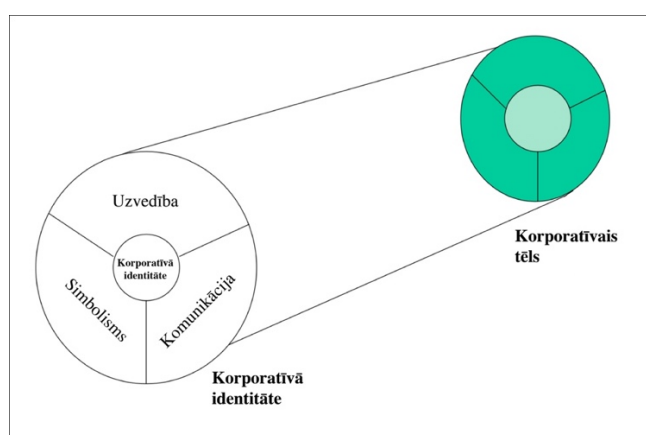 Uzvedība
Korporatīvā
identitāte
Simbolisms
Komunikācija
Korporatīvais
tēls
Korporatīvā
identitāte